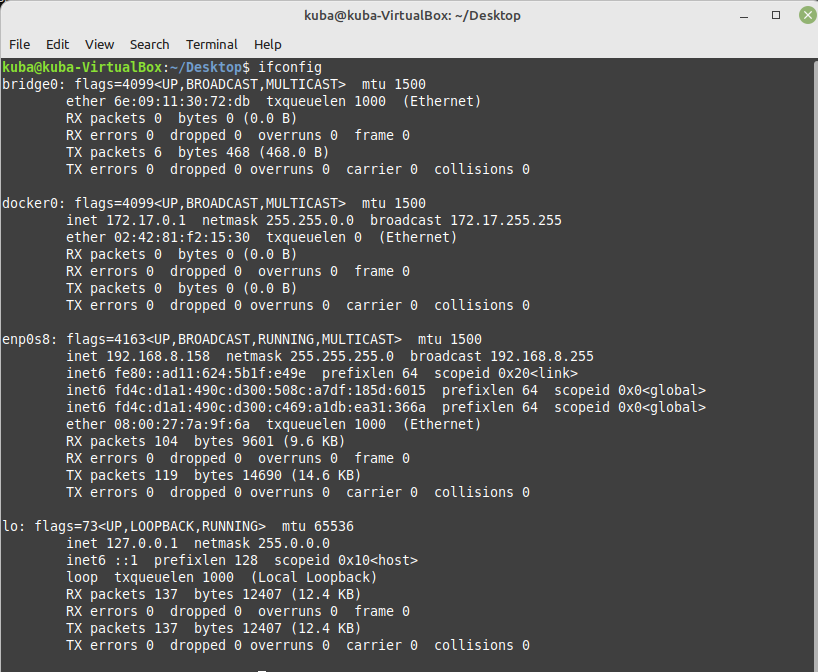 kuba@kuba-VirtualBox: ~/Desktop
File Edit View Search Terminal Help
kuba@kuba-VirtualBox:~/Desktop$ ifconfig
bridge0: flags=4099<UP,BROADCAST,MULTICAST>  mtu 1500
        ether 6e:09:11:30:72:db  txqueuelen 1000  (Ethernet)
        RX packets 0  bytes 0 (0.0 B)
        RX errors 0  dropped 0  overruns 0  frame 0
        TX packets 6  bytes 468 (468.0 B)
        TX errors 0  dropped 0 overruns 0  carrier 0  collisions 0

docker0: flags=4099<UP,BROADCAST,MULTICAST>  mtu 1500
        inet 172.17.0.1  netmask 255.255.0.0  broadcast 172.17.255.255
        ether 02:42:81:f2:15:30  txqueuelen 0  (Ethernet)
        RX packets 0  bytes 0 (0.0 B)
        RX errors 0  dropped 0  overruns 0  frame 0
        TX packets 0  bytes 0 (0.0 B)
        TX errors 0  dropped 0 overruns 0  carrier 0  collisions 0

enp0s8: flags=4163<UP,BROADCAST,RUNNING,MULTICAST>  mtu 1500
        inet 192.168.8.158  netmask 255.255.255.0  broadcast 192.168.8.255
        inet6 fe80::ad11:624:5b1f:e49e  prefixlen 64  scopeid 0x20<link>
        inet6 fd4c:d1a1:490c:d300:508c:a7df:185d:6015  prefixlen 64  scopeid 0x0<global>
        inet6 fd4c:d1a1:490c:d300:c469:a1db:ea31:366a  prefixlen 64  scopeid 0x0<global>
        ether 08:00:27:7a:9f:6a  txqueuelen 1000  (Ethernet)
        RX packets 104  bytes 9601 (9.6 KB)
        RX errors 0  dropped 0  overruns 0  frame 0
        TX packets 119  bytes 14690 (14.6 KB)
        TX errors 0  dropped 0 overruns 0  carrier 0  collisions 0

lo: flags=73<UP,LOOPBACK,RUNNING>  mtu 65536
        inet 127.0.0.1  netmask 255.0.0.0
        inet6 ::1  prefixlen 128  scopeid 0x10<host>
        loop  txqueuelen 1000  (Local Loopback)
        RX packets 137  bytes 12407 (12.4 KB)
        RX errors 0  dropped 0  overruns 0  frame 0
        TX packets 137  bytes 12407 (12.4 KB)
        TX errors 0  dropped 0 overruns 0  carrier 0  collisions 0